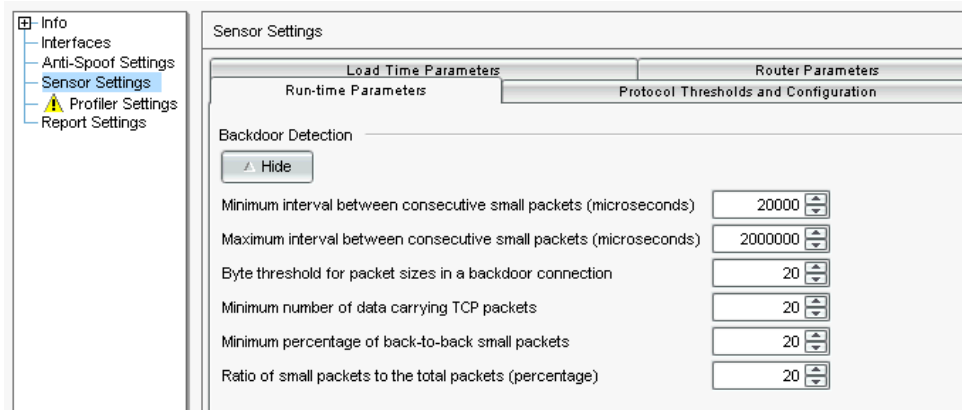 Info
Interfaces
Anti-Spoof Settings
Sensor Settings
Profiler Settings
Report Settings
Sensor Settings
Load Time Parameters
Router Parameters
Run-time Parameters
Protocol Thresholds and Configuration
Backdoor Detection
Hide
Minimum interval between consecutive small packets (microseconds) 20000
Maximum interval between consecutive small packets (microseconds) 2000000
Byte threshold for packet sizes in a backdoor connection 20
Minimum number of data carrying TCP packets 20
Minimum percentage of back-to-back small packets 20
Ratio of small packets to the total packets (percentage) 20